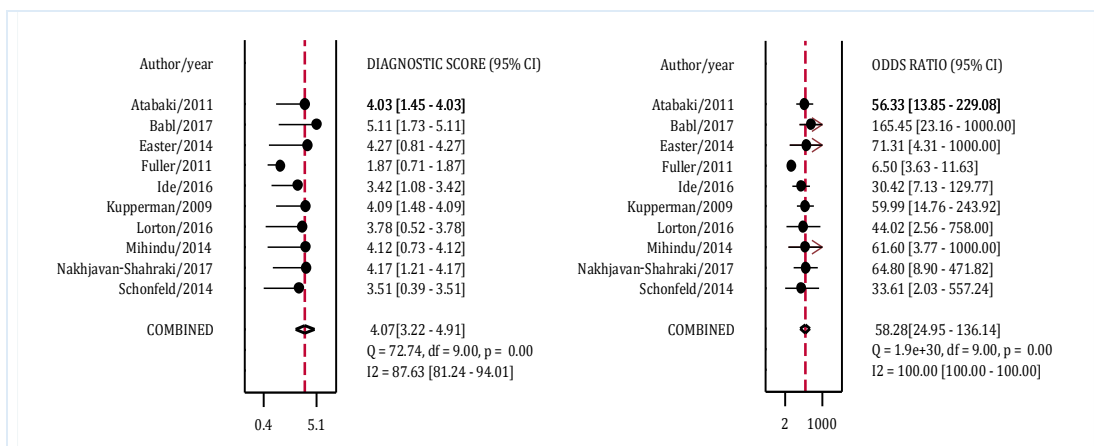 Author/year DIAGNOSTIC SCORE (95% CI)
Atabaki/2011 4.03 [1.45 - 4.03]
Babl/2017 5.11 [1.73 - 5.11]
Easter/2014 4.27 [0.81 - 4.27]
Fuller/2011 1.87 [0.71 - 1.87]
Ide/2016 3.42 [1.08 - 3.42]
Kupperman/2009 4.09 [1.48 - 4.09]
Lorton/2016 3.78 [0.52 - 3.78]
Mihindu/2014 4.12 [0.73 - 4.12]
Nakhjavan-Shahraki/2017 4.17 [1.21 - 4.17]
Schonfeld/2014 3.51 [0.39 - 3.51]
COMBINED 4.07[3.22 - 4.91]
Q = 72.74, df = 9.00, p = 0.00
I2 = 87.63 [81.24 - 94.01]
0.4 5.1
Author/year ODDS RATIO (95% CI)
Atabaki/2011 56.33 [13.85 - 229.08]
Babl/2017 165.45 [23.16 - 1000.00]
Easter/2014 71.31 [4.31 - 1000.00]
Fuller/2011 6.50 [3.63 - 11.63]
Ide/2016 30.42 [7.13 - 129.77]
Kupperman/2009 59.99 [14.76 - 243.92]
Lorton/2016 44.02 [2.56 - 758.00]
Mihindu/2014 61.60 [3.77 - 1000.00]
Nakhjavan-Shahraki/2017 64.80 [8.90 - 471.82]
Schonfeld/2014 33.61 [2.03 - 557.24]
COMBINED 58.28[24.95 - 136.14]
Q = 1.9e+30, df = 9.00, p = 0.00
I2 = 100.00 [100.00 - 100.00]
2 1000